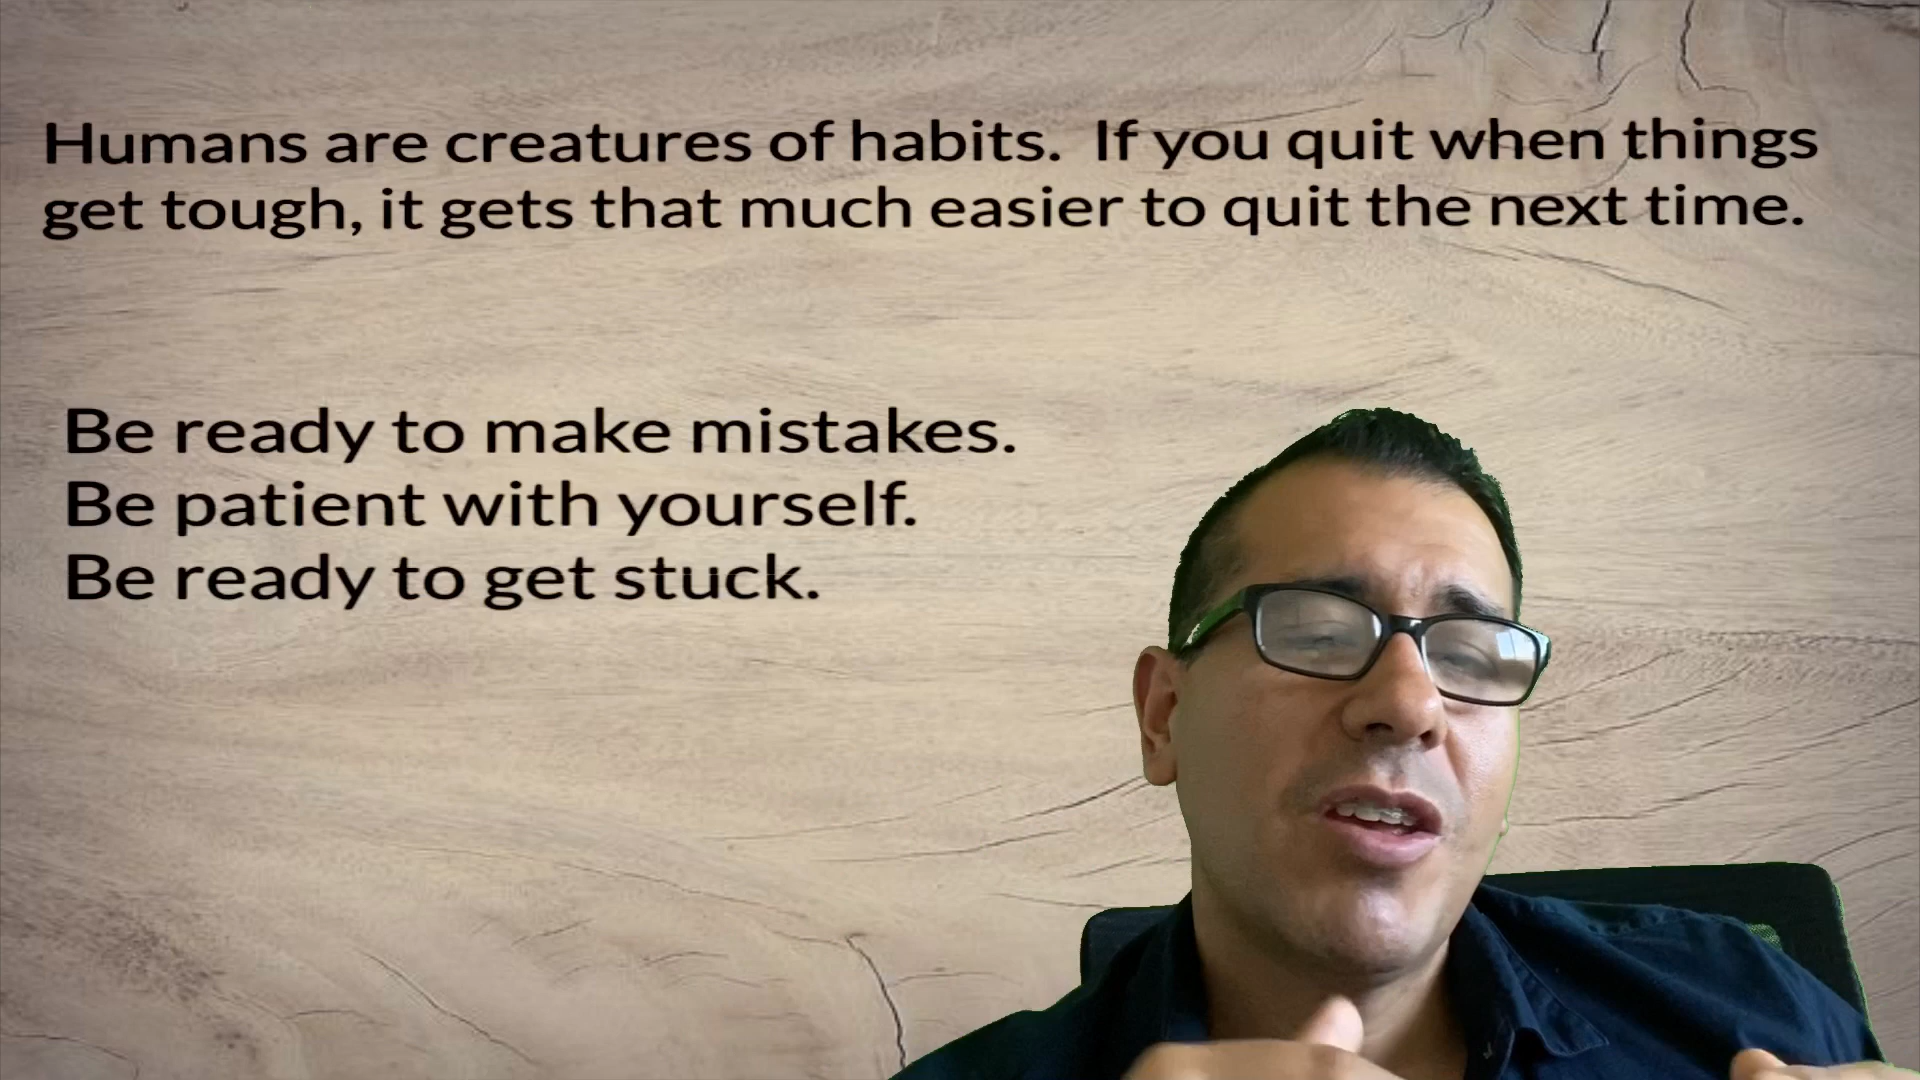 Humans are creatures of habits.  If you quit when things
get tough, it gets that much easier to quit the next time.
Be ready to make mistakes.
Be patient with yourself.
Be ready to get stuck.